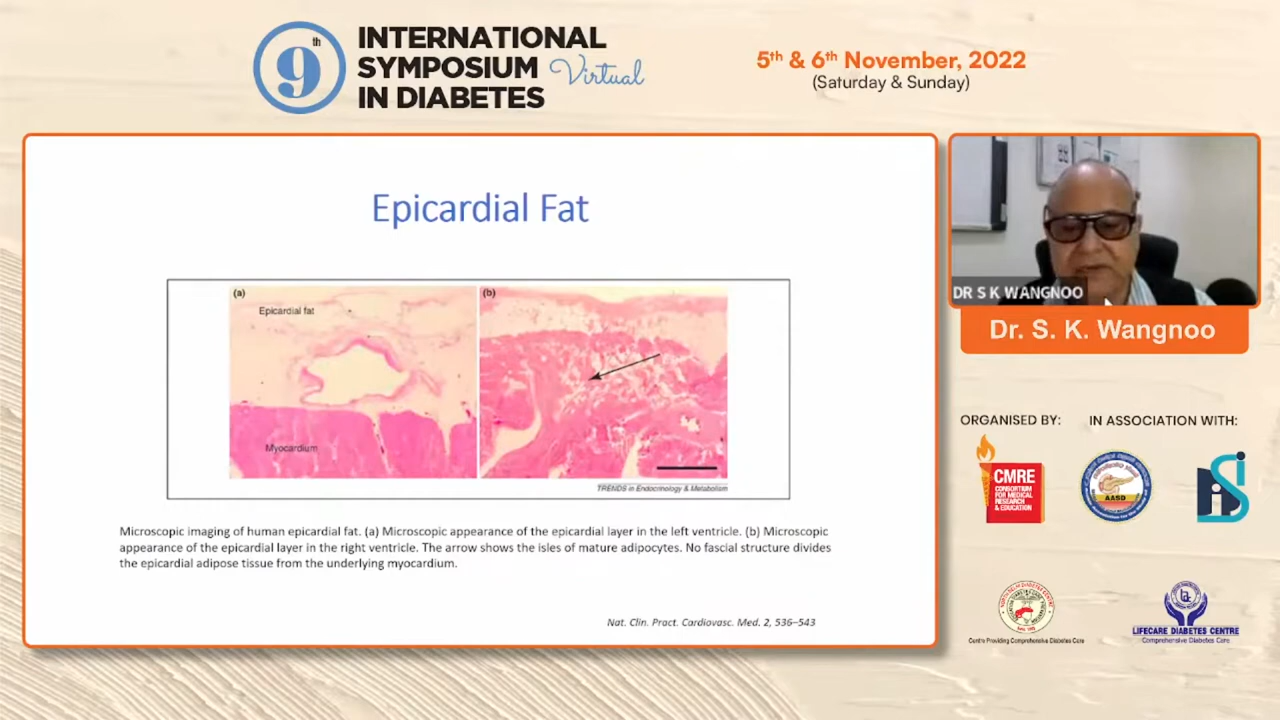 9th
INTERNATIONAL
SYMPOSIUM Virtual
IN DIABETES
5th & 6th November, 2022
(Saturday & Sunday)
Epicardial Fat
(a)
Epicardial fat
Myocardium
(b)
TRENDS in Endocrinology & Metabolism
Microscopic imaging of human epicardial fat. (a) Microscopic appearance of the epicardial layer in the left ventricle. (b) Microscopic
appearance of the epicardial layer in the right ventricle. The arrow shows the isles of mature adipocytes. No fascial structure divides
the epicardial adipose tissue from the underlying myocardium.
Nat. Clin. Pract. Cardiovasc. Med. 2, 536–543
DR S K WANGNOO
Dr. S. K. Wangnoo
ORGANISED BY:
IN ASSOCIATION WITH:
CMRE
CONSORTIUM
FOR MEDICAL
RESEARCH
& EDUCATION
AASD
Centre Providing Comprehensive Diabetes Care
LIFECARE DIABETES CENTRE
Comprehensive Diabetes Care